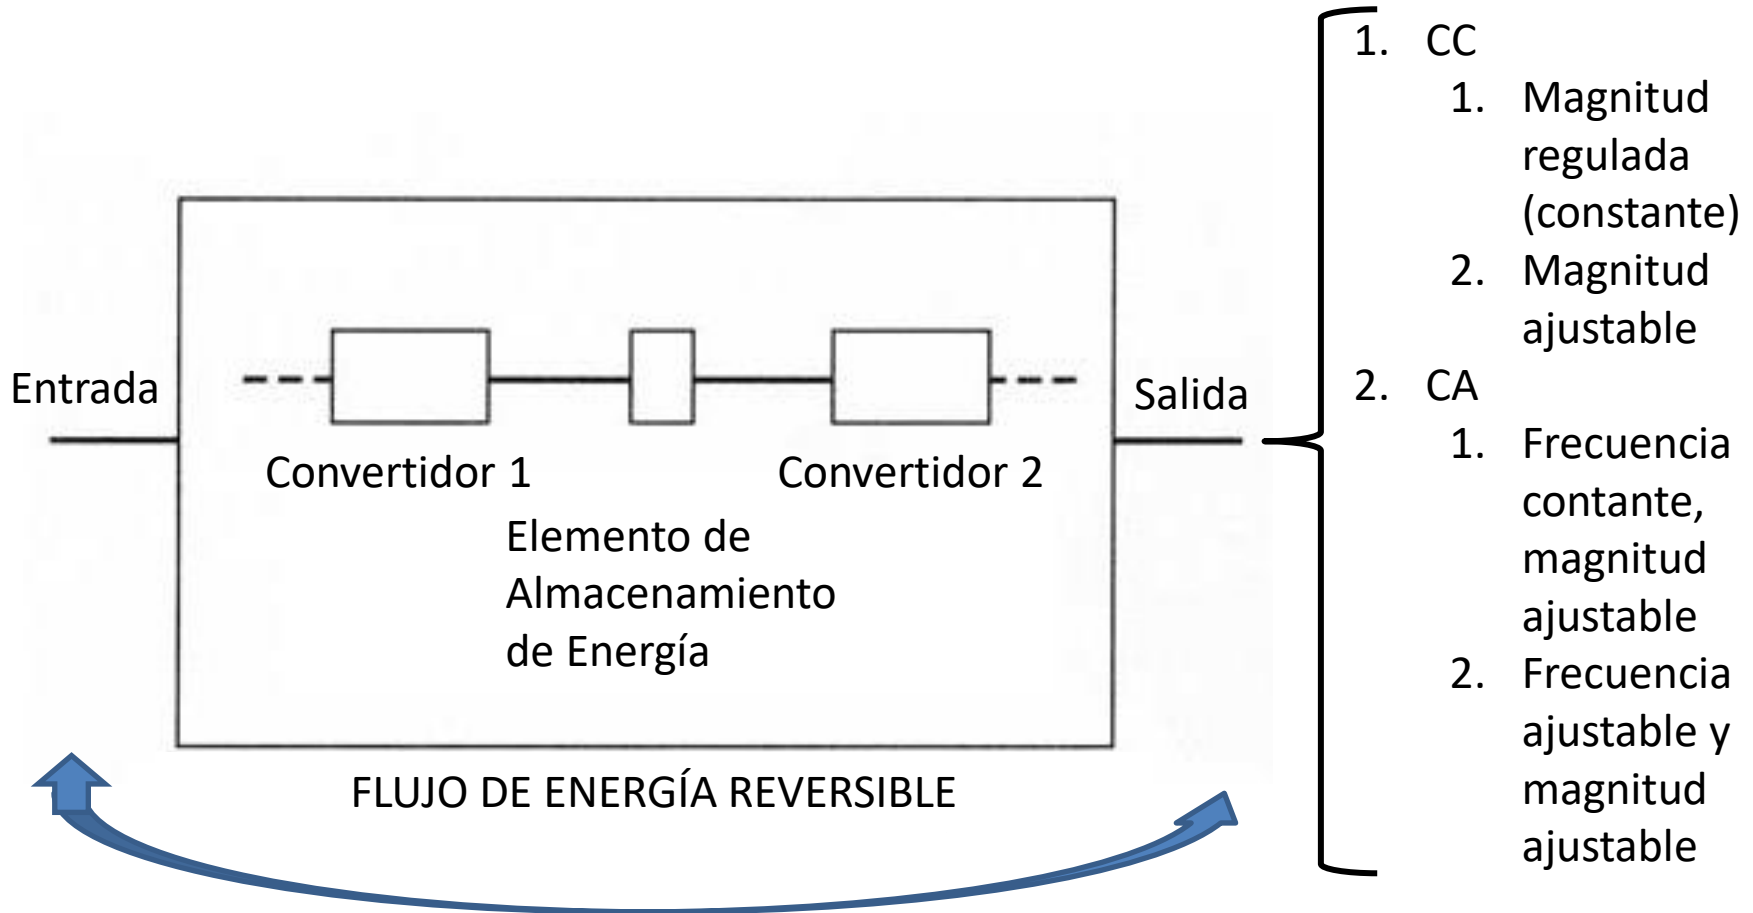 Entrada
Convertidor 1
Convertidor 2
Elemento de
Almacenamiento
de Energía
Salida
FLUJO DE ENERGÍA REVERSIBLE
1. CC
1. Magnitud
regulada
(constante)
2. Magnitud
ajustable
2. CA
1. Frecuencia
contante,
magnitud
ajustable
2. Frecuencia
ajustable y
magnitud
ajustable